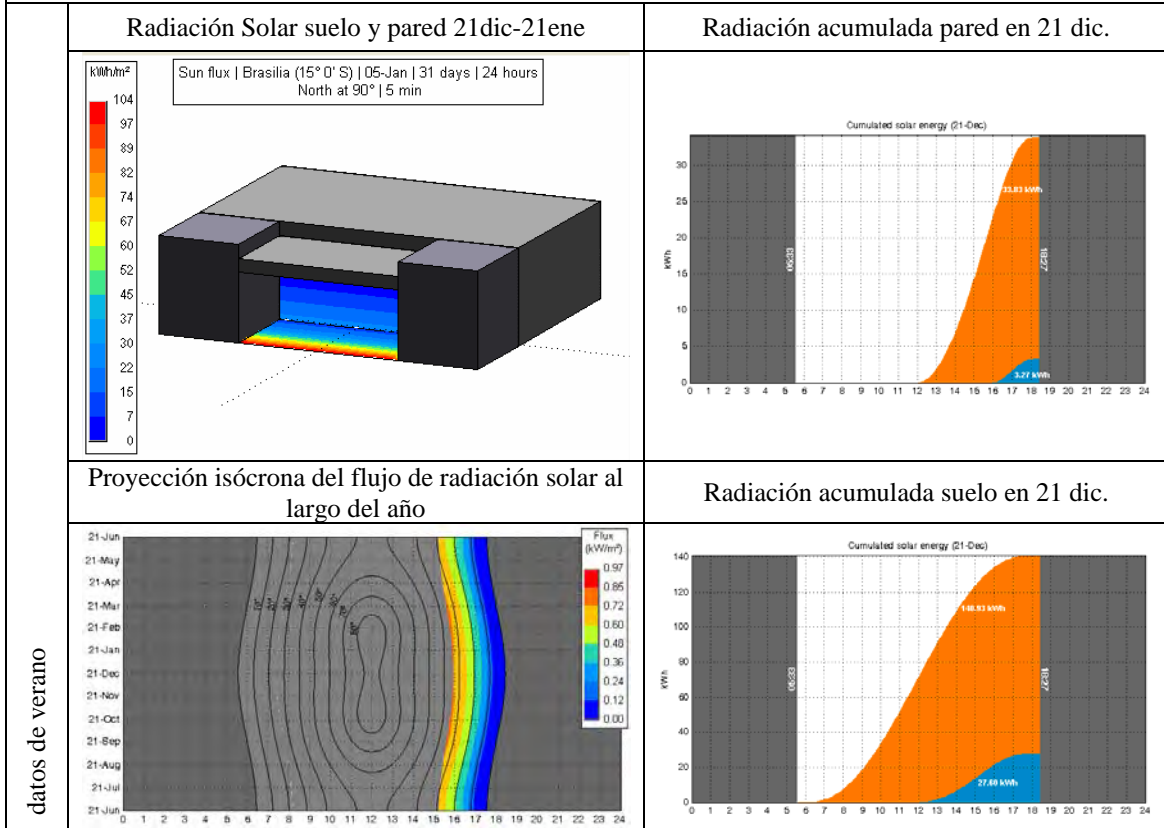 Radiación Solar suelo y pared 21dic-21ene
Radiación acumulada pared en 21 dic.
kWh/m²
104
97
89
82
74
67
60
52
45
37
30
22
15
7
0
Sun flux | Brasilia (15° 0' S) | 05-Jan | 31 days | 24 hours
North at 90° | 5 min
Cumulated solar energy (21-Dec)
kWh
30
25
20
15
10
5
0
05:33
33.83 kWh
3.27 kWh
18:27
0 1 2 3 4 5 6 7 8 9 10 11 12 13 14 15 16 17 18 19 20 21 22 23 24
Proyección isócrona del flujo de radiación solar al
largo del año
Radiación acumulada suelo en 21 dic.
datos de verano
21-Jun
21-May
21-Apr
21-Mar
21-Feb
21-Jan
21-Dec
21-Nov
21-Oct
21-Sep
21-Aug
21-Jul
21-Jun
10° 20° 30° 40° 50°
0 1 2 3 4 5 6 7 8 9 10 11 12 13 14 15 16 17 18 19 20 21 22 23 24
Flux
(kW/m²)
0.97
0.85
0.72
0.60
0.48
0.36
0.24
0.12
0.00
Cumulated solar energy (21-Dec)
kWh
140
120
100
80
60
40
20
0
05:33
27.60 kWh
18:27
0 1 2 3 4 5 6 7 8 9 10 11 12 13 14 15 16 17 18 19 20 21 22 23 24